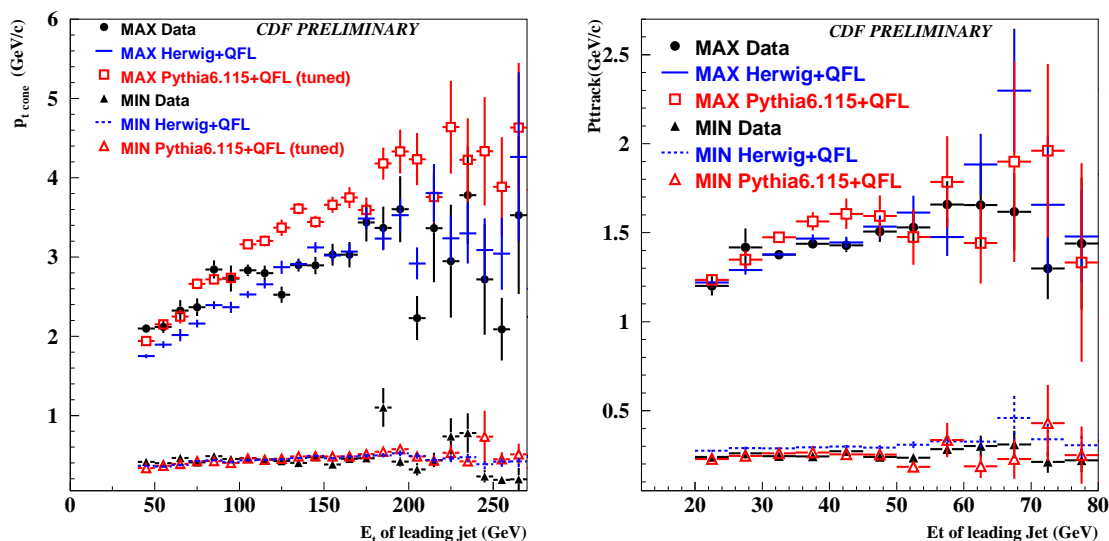 CDF PRELIMINARY
p t cone (GeV/c)
MAX Data
MAX Herwig+QFL
MAX Pythia6.115+QFL (tuned)
MIN Data
MIN Herwig+QFL
MIN Pythia6.115+QFL (tuned)
6
5
4
3
2
1
50
100
150
200
250
E t of leading jet (GeV)
CDF PRELIMINARY
Pttrack(GeV/c)
MAX Data
MAX Herwig+QFL
MAX Pythia6.115+QFL
MIN Data
MIN Herwig+QFL
MIN Pythia6.115+QFL
2.5
2
1.5
1
0.5
20
30
40
50
60
70
80
Et of leading Jet (GeV)